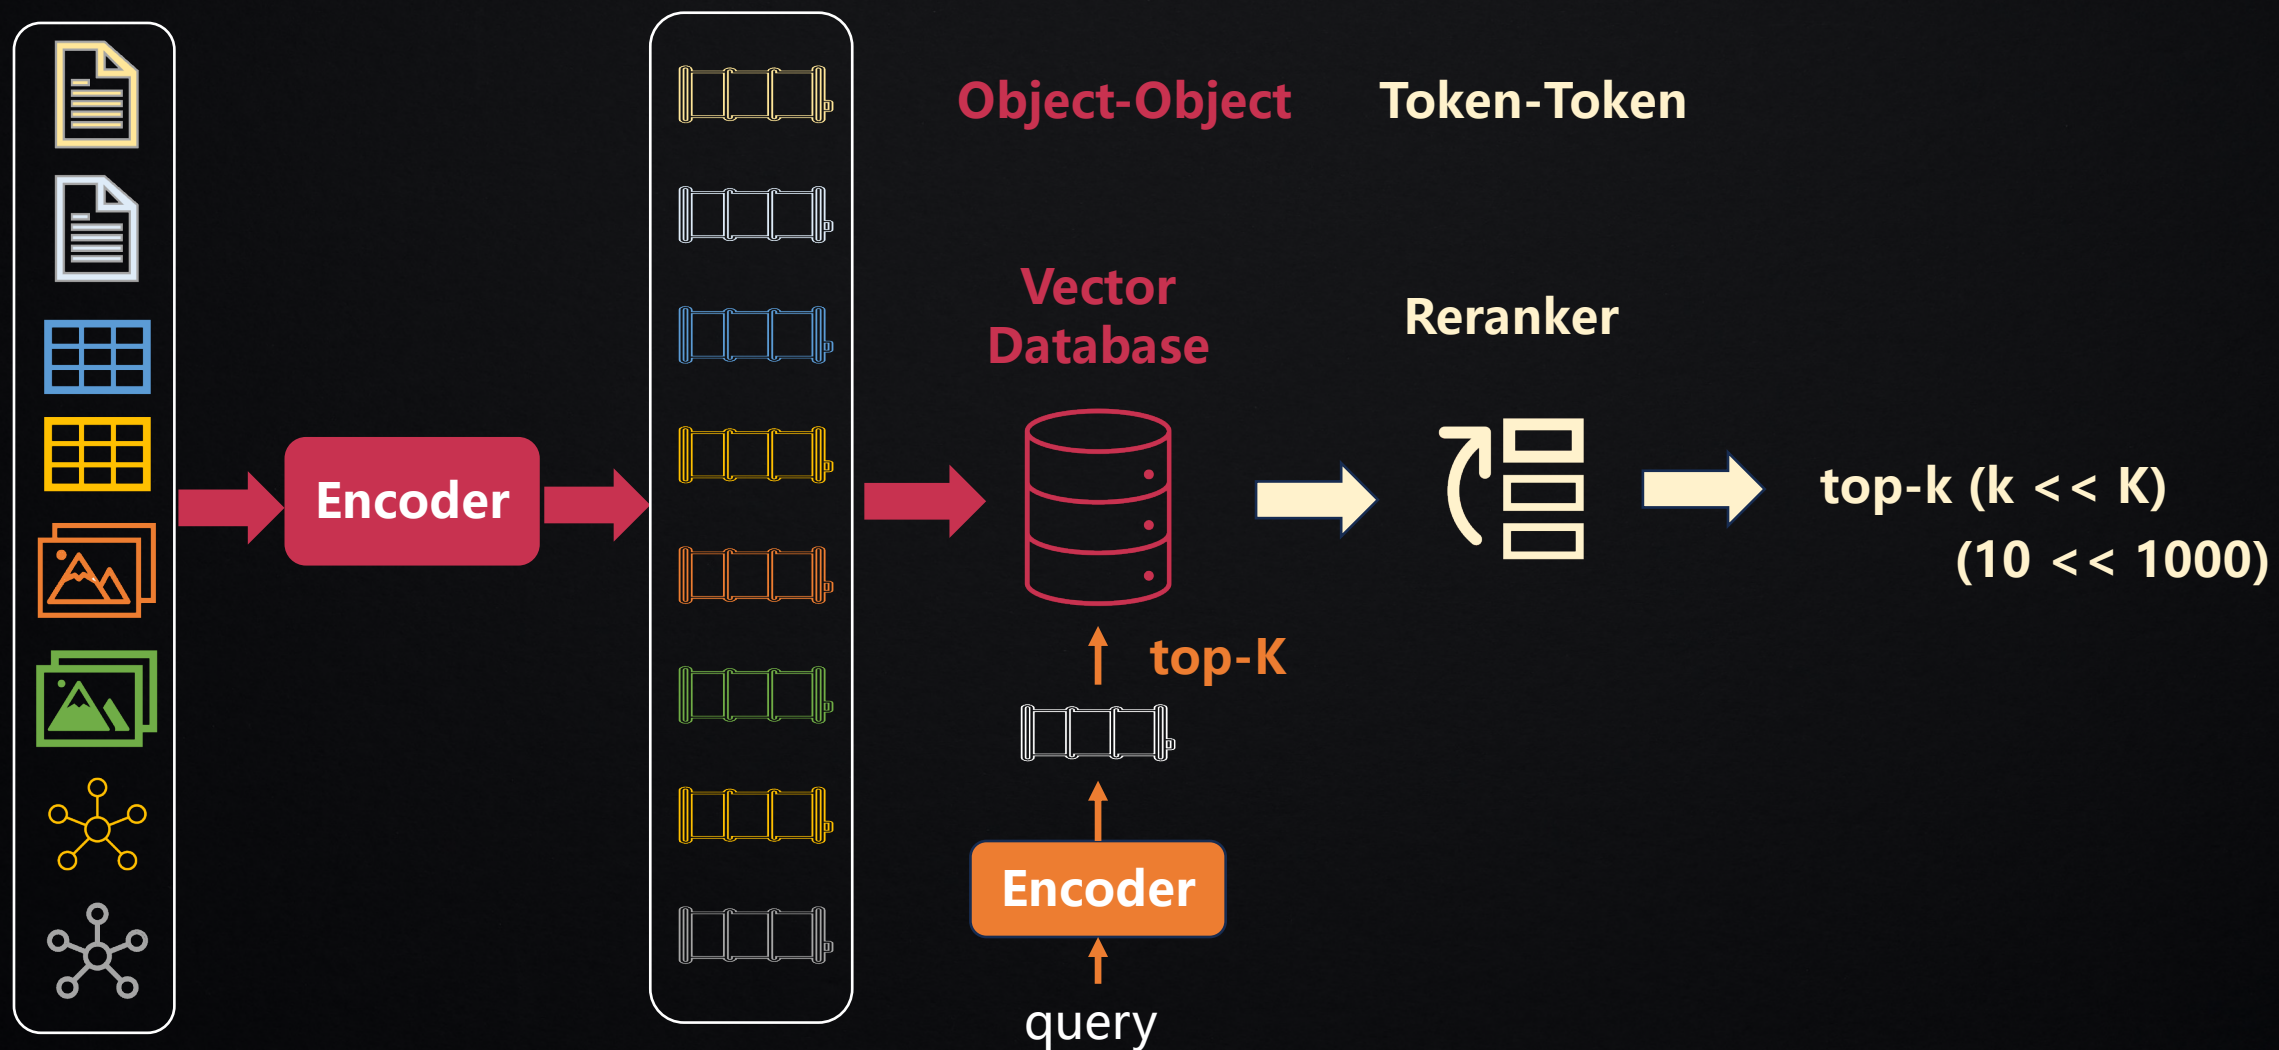 Object-Object
Token-Token
Vector
Database
Reranker
Encoder
top-k (k << K)
(10 << 1000)
top-K
Encoder
query